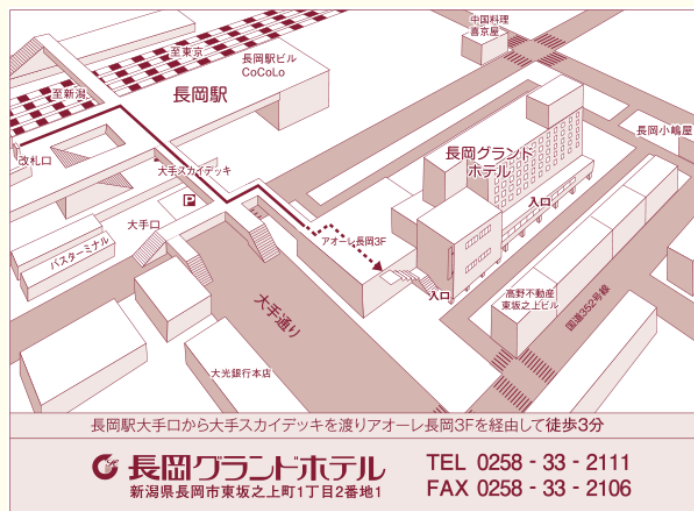 中国料理
喜京屋
至東京
長岡駅ビル
CoCoLo
至新潟
長岡駅
改札口
大手スカイデッキ
P
大手口
バスターミナル
長岡小嶋屋
長岡グランド
ホテル
入口
アオーレ長岡3F
入口
高野不動産
東坂之上ビル
国道352号線
大手通り
大光銀行本店
長岡駅大手口から大手スカイデッキを渡りアオーレ長岡3Fを経由して徒歩3分
長岡グランドホテル
新潟県長岡市東坂之上町1丁目2番地1
TEL 0258 - 33 - 2111
FAX 0258 - 33 - 2106